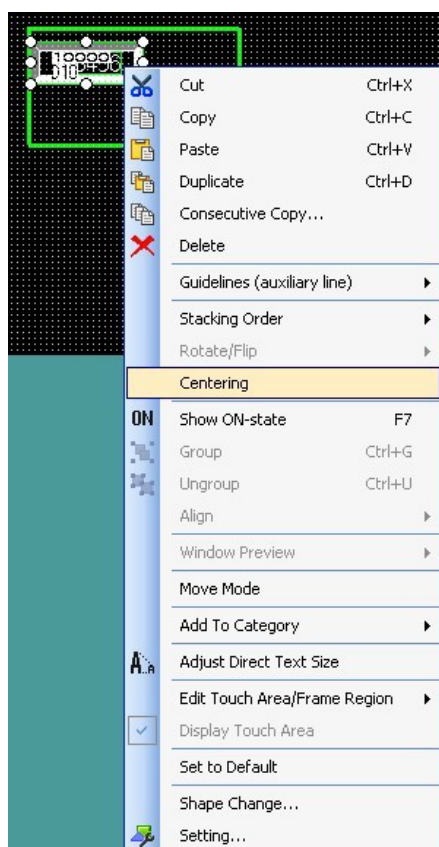 D10
Cut Ctrl+X
Copy Ctrl+C
Paste Ctrl+V
Duplicate Ctrl+D
Consecutive Copy...
Delete
Guidelines (auxiliary line)
Stacking Order
Rotate/Flip
Centering
ON Show ON-state F7
Group Ctrl+G
Ungroup Ctrl+U
Align
Window Preview
Move Mode
Add To Category
Adjust Direct Text Size
Edit Touch Area/Frame Region
Display Touch Area
Set to Default
Shape Change...
Setting...